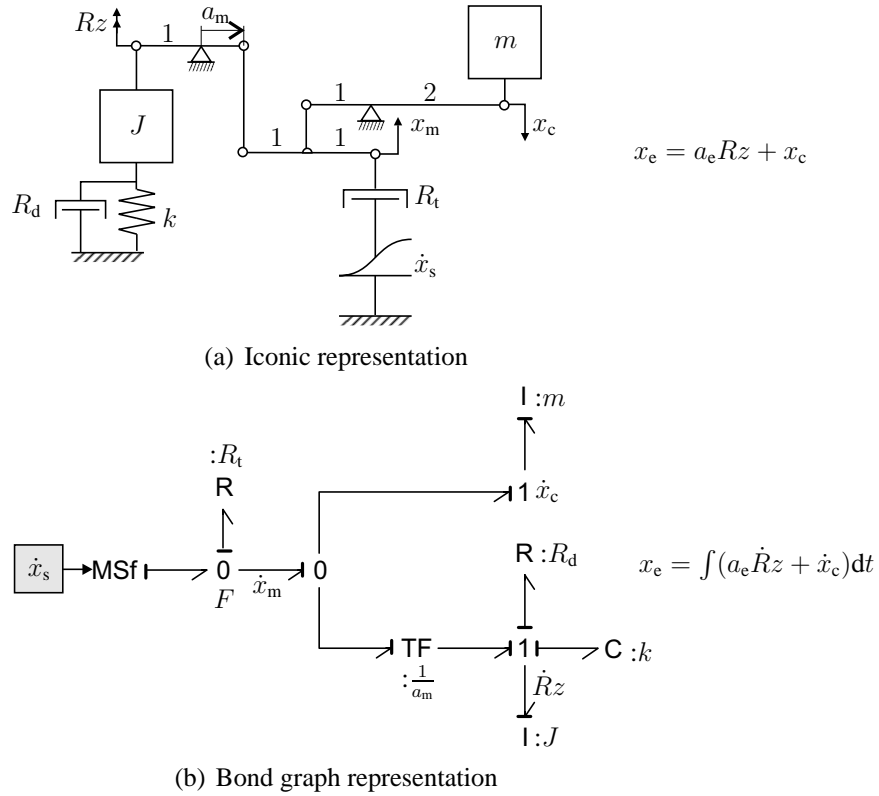 Rz
a_m
1
m
J
1
2
x_m
x_c
1
1
x_e = a_e Rz + x_c
R_d
k
R_t
ẋ_s
(a) Iconic representation
I :m
:R_t
R
1 ẋ_c
ẋ_s
MSf
0
F
ẋ_m
0
R :R_d
x_e = ∫(a_e Ṙz + ẋ_c)dt
TF
:1/a_m
1
Ṙz
C :k
I :J
(b) Bond graph representation